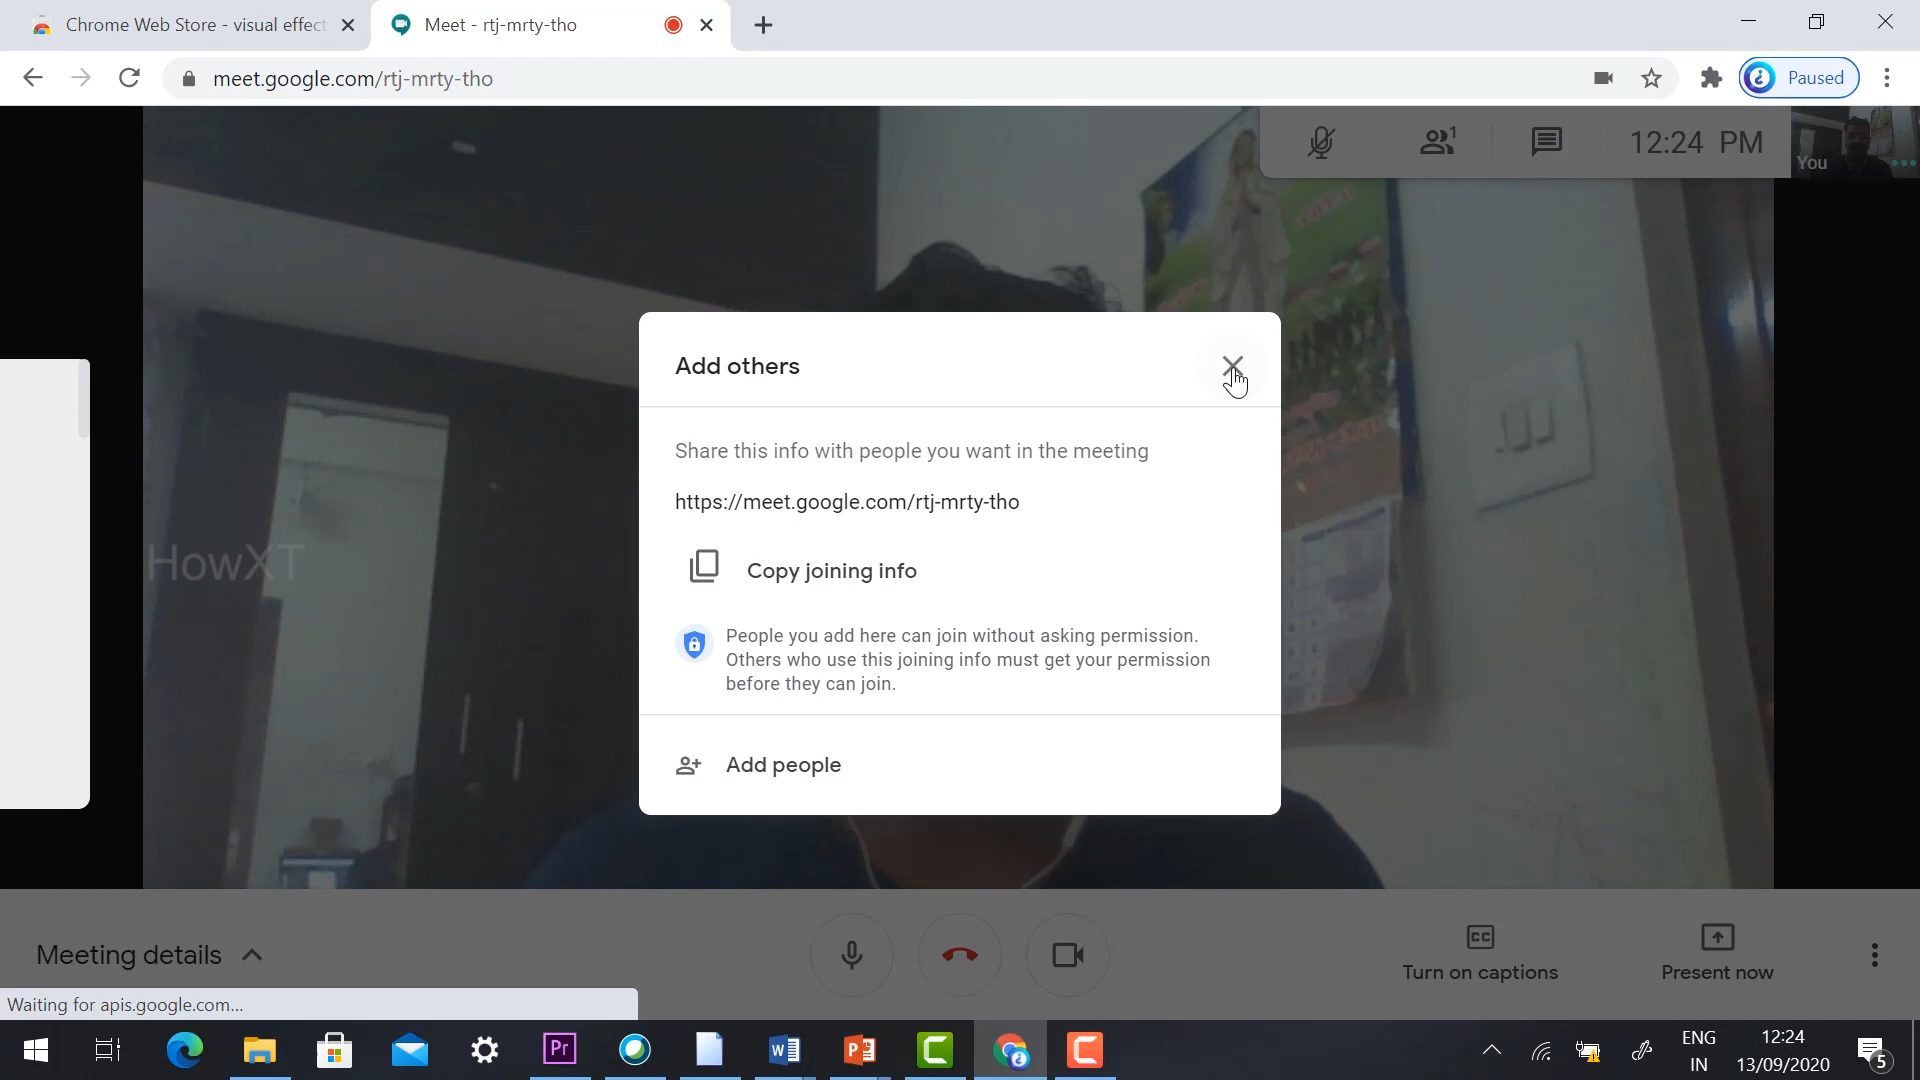 Chrome Web Store - visual effect
Meet - rtj-mrty-tho
meet.google.com/rtj-mrty-tho
Paused
1
12:24 PM
You
Add others
Share this info with people you want in the meeting
https://meet.google.com/rtj-mrty-tho
HowXT
Copy joining info
People you add here can join without asking permission.
Others who use this joining info must get your permission
before they can join.
Add people
Meeting details
CC
Turn on captions
Present now
Waiting for apis.google.com...
Pr
ENG
IN
12:24
13/09/2020
5